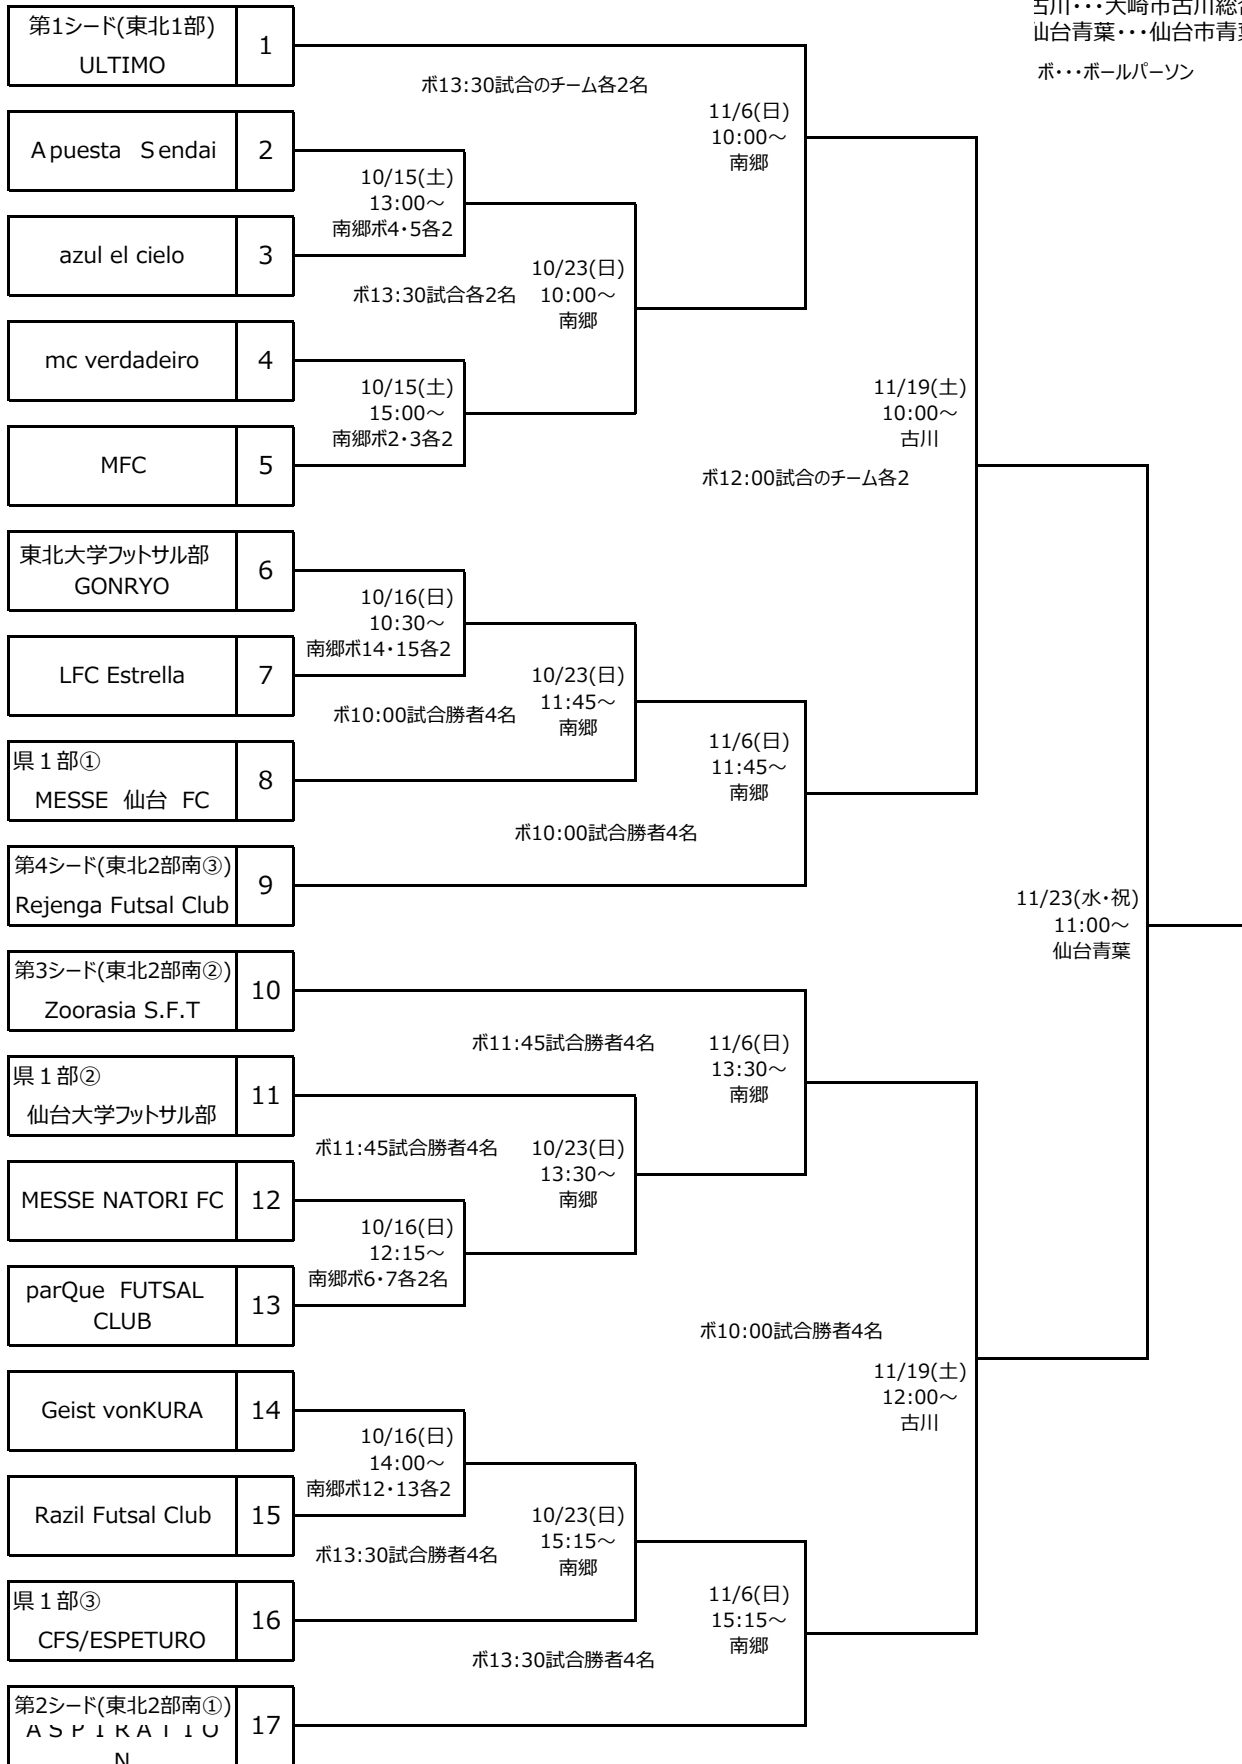 古川・・・大崎市古川総合
仙台青葉・・・仙台市青葉
ボ・・・ボールパーソン
第1シード(東北1部)
ULTIMO
1
ボ13:30試合のチーム各2名
11/6(日)
10:00～
南郷
Apuesta Sendai
2
10/15(土)
13:00～
南郷ボ4・5各2
azul el cielo
3
ボ13:30試合各2名
10/23(日)
10:00～
南郷
mc verdadeiro
4
10/15(土)
15:00～
南郷ボ2・3各2
11/19(土)
10:00～
古川
MFC
5
ボ12:00試合のチーム各2
東北大学フットサル部
GONRYO
6
10/16(日)
10:30～
南郷ボ14・15各2
LFC Estrella
7
ボ10:00試合勝者4名
10/23(日)
11:45～
南郷
県１部①
MESSE 仙台 FC
8
11/6(日)
11:45～
南郷
ボ10:00試合勝者4名
第4シード(東北2部南③)
Rejenga Futsal Club
9
11/23(水・祝)
11:00～
仙台青葉
第3シード(東北2部南②)
Zoorasia S.F.T
10
ボ11:45試合勝者4名
11/6(日)
13:30～
南郷
県１部②
仙台大学フットサル部
11
ボ11:45試合勝者4名
10/23(日)
13:30～
南郷
MESSE NATORI FC
12
10/16(日)
12:15～
南郷ボ6・7各2名
parQue FUTSAL
CLUB
13
ボ10:00試合勝者4名
11/19(土)
12:00～
古川
Geist vonKURA
14
10/16(日)
14:00～
南郷ボ12・13各2
Razil Futsal Club
15
ボ13:30試合勝者4名
10/23(日)
15:15～
南郷
県１部③
CFS/ESPETURO
16
11/6(日)
15:15～
南郷
ボ13:30試合勝者4名
第2シード(東北2部南①)
ＡＳＰＩＲＡＴＩＯ
Ｎ
17